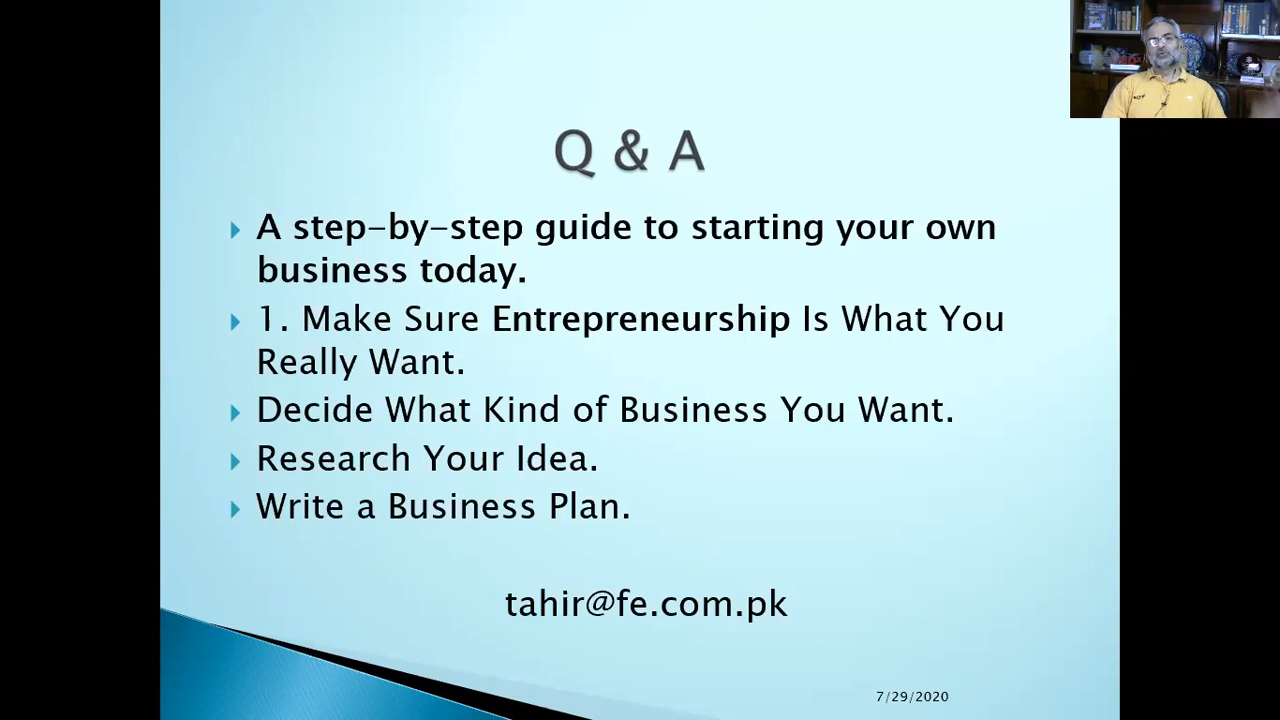 Q & A
A step-by-step guide to starting your own
business today.
1. Make Sure Entrepreneurship Is What You
Really Want.
Decide What Kind of Business You Want.
Research Your Idea.
Write a Business Plan.
tahir@fe.com.pk
7/29/2020